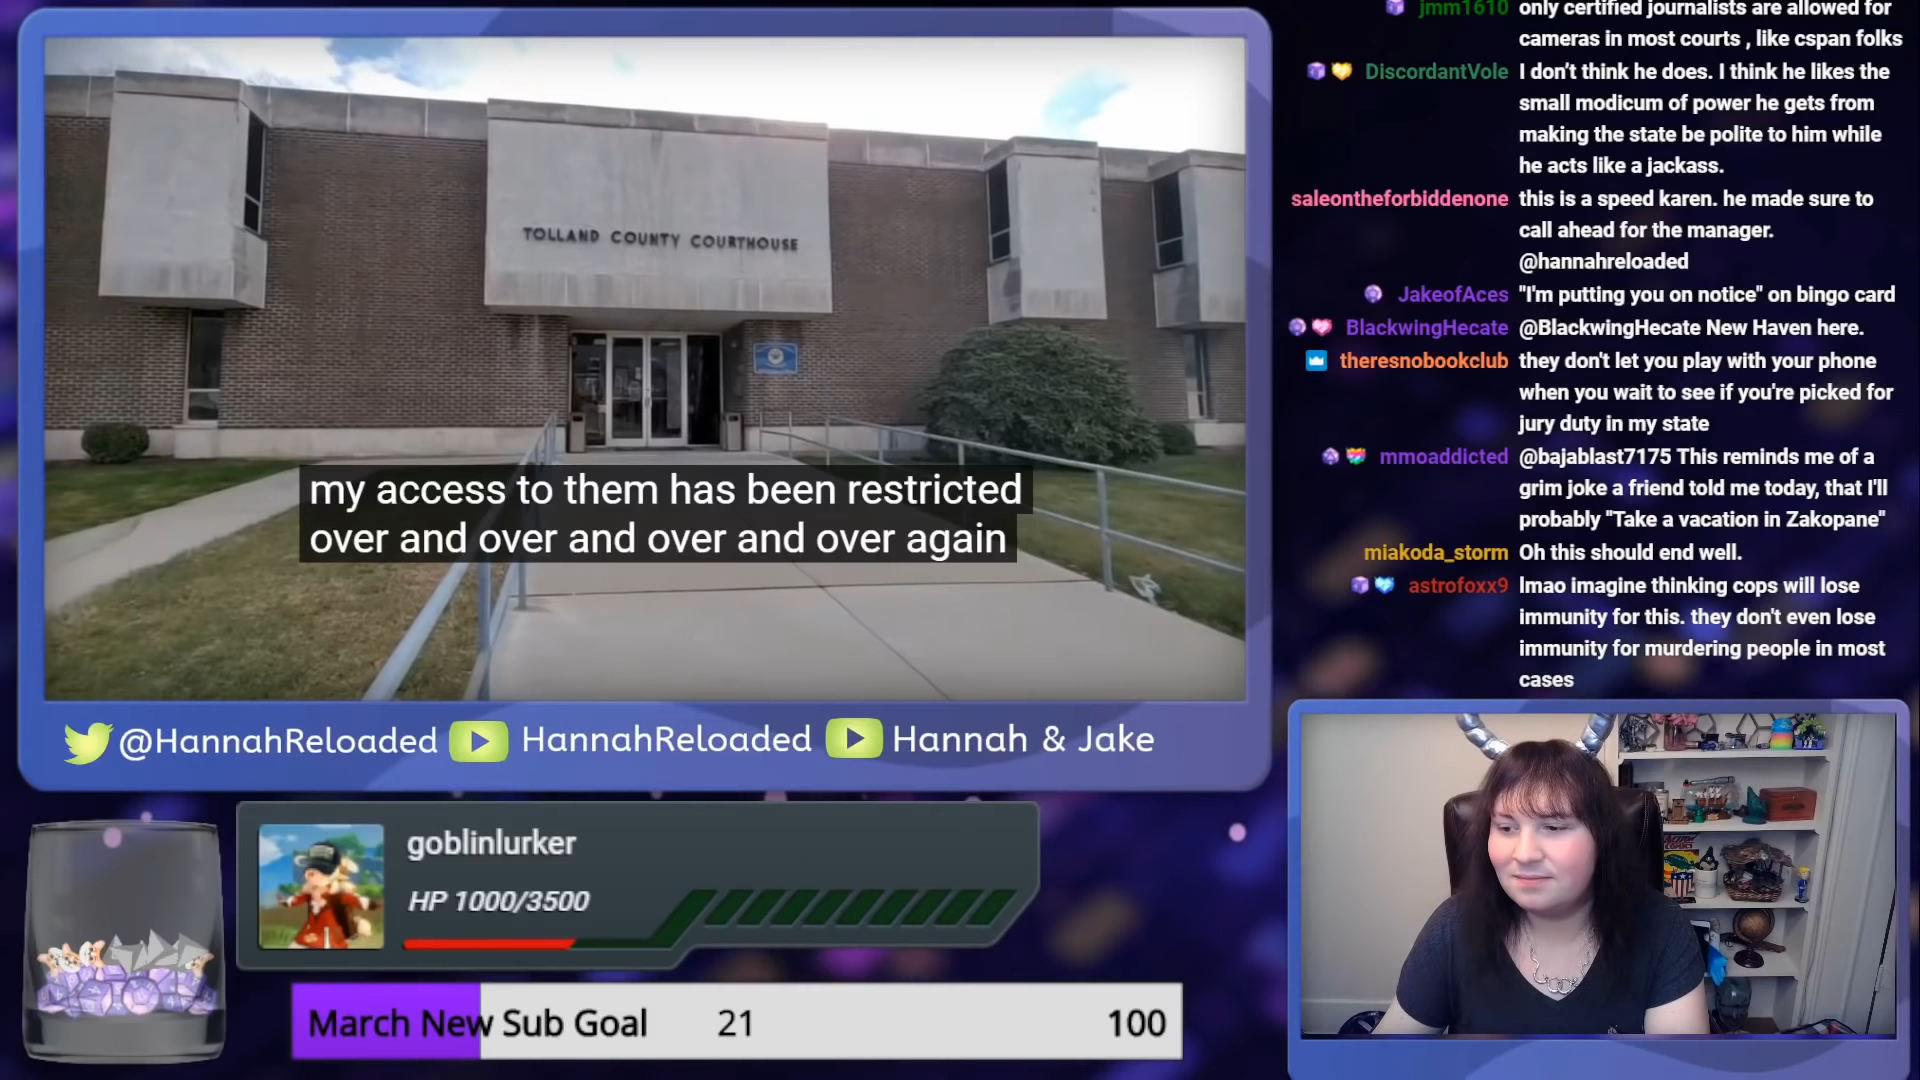 TOLLAND COUNTY COURTHOUSE
my access to them has been restricted
over and over and over and over again
@HannahReloaded
HannahReloaded
Hannah & Jake
goblinlurker
HP 1000/3500
March New Sub Goal 21 100
jmm1610 only certified journalists are allowed for
cameras in most courts , like cspan folks
DiscordantVole I don't think he does. I think he likes the
small modicum of power he gets from
making the state be polite to him while
he acts like a jackass.
saleontheforbiddenone this is a speed karen. he made sure to
call ahead for the manager.
@hannahreloaded
JakeofAces "I'm putting you on notice" on bingo card
BlackwingHecate @BlackwingHecate New Haven here.
theresnobookclub they don't let you play with your phone
when you wait to see if you're picked for
jury duty in my state
mmoaddicted @bajablast7175 This reminds me of a
grim joke a friend told me today, that I'll
probably "Take a vacation in Zakopane"
miakoda_storm Oh this should end well.
astrofoxx9 lmao imagine thinking cops will lose
immunity for this. they don't even lose
immunity for murdering people in most
cases